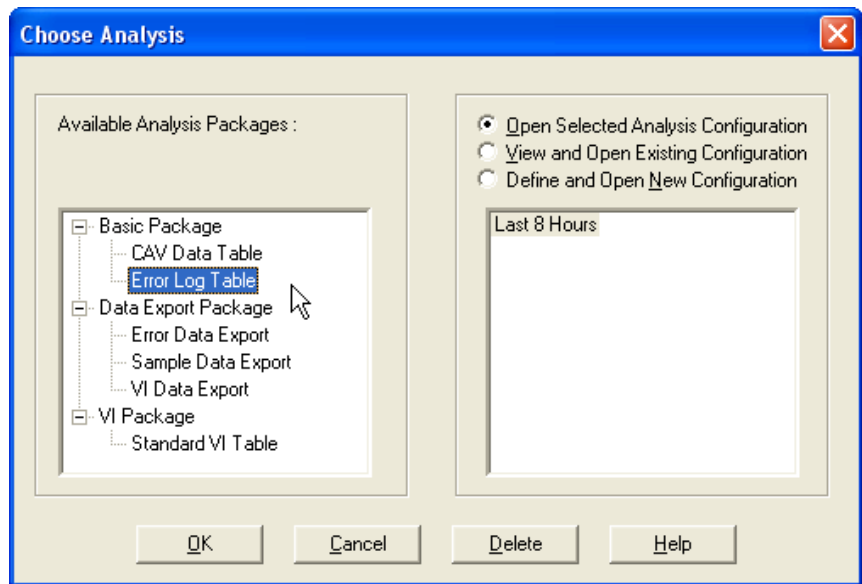 Choose Analysis
Available Analysis Packages :
Basic Package
CAV Data Table
Error Log Table
Data Export Package
Error Data Export
Sample Data Export
VI Data Export
VI Package
Standard VI Table
Open Selected Analysis Configuration
View and Open Existing Configuration
Define and Open New Configuration
Last 8 Hours
OK
Cancel
Delete
Help